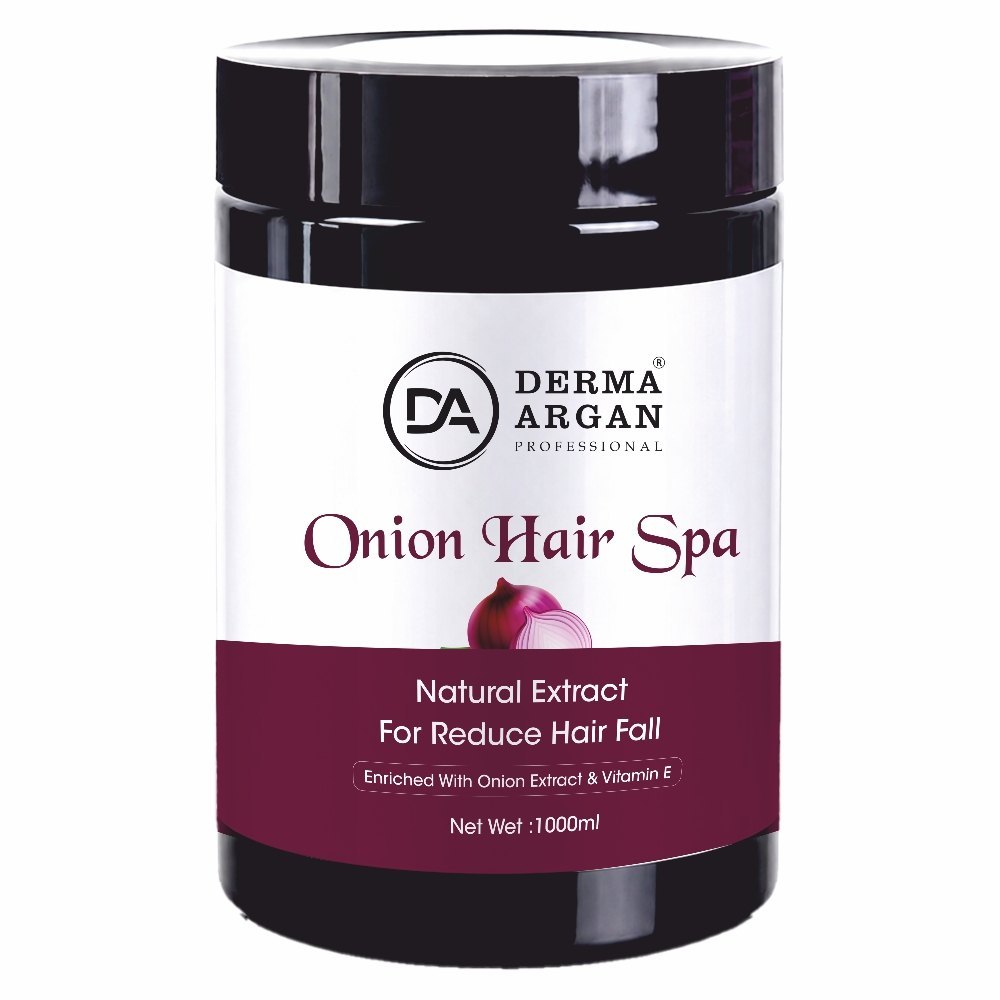 DA
DERMA®
ARGAN
PROFESSIONAL
Onion Hair Spa
Natural Extract
For Reduce Hair Fall
Enriched With Onion Extract & Vitamin E
Net Wet :1000ml